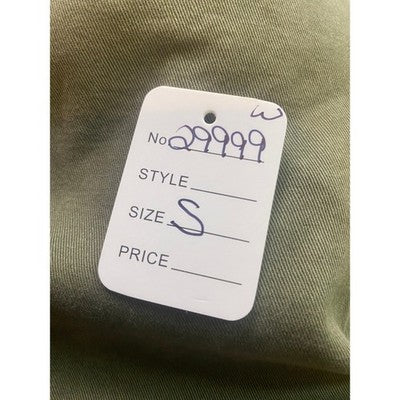 W
No 29999
STYLE
SIZE S
PRICE